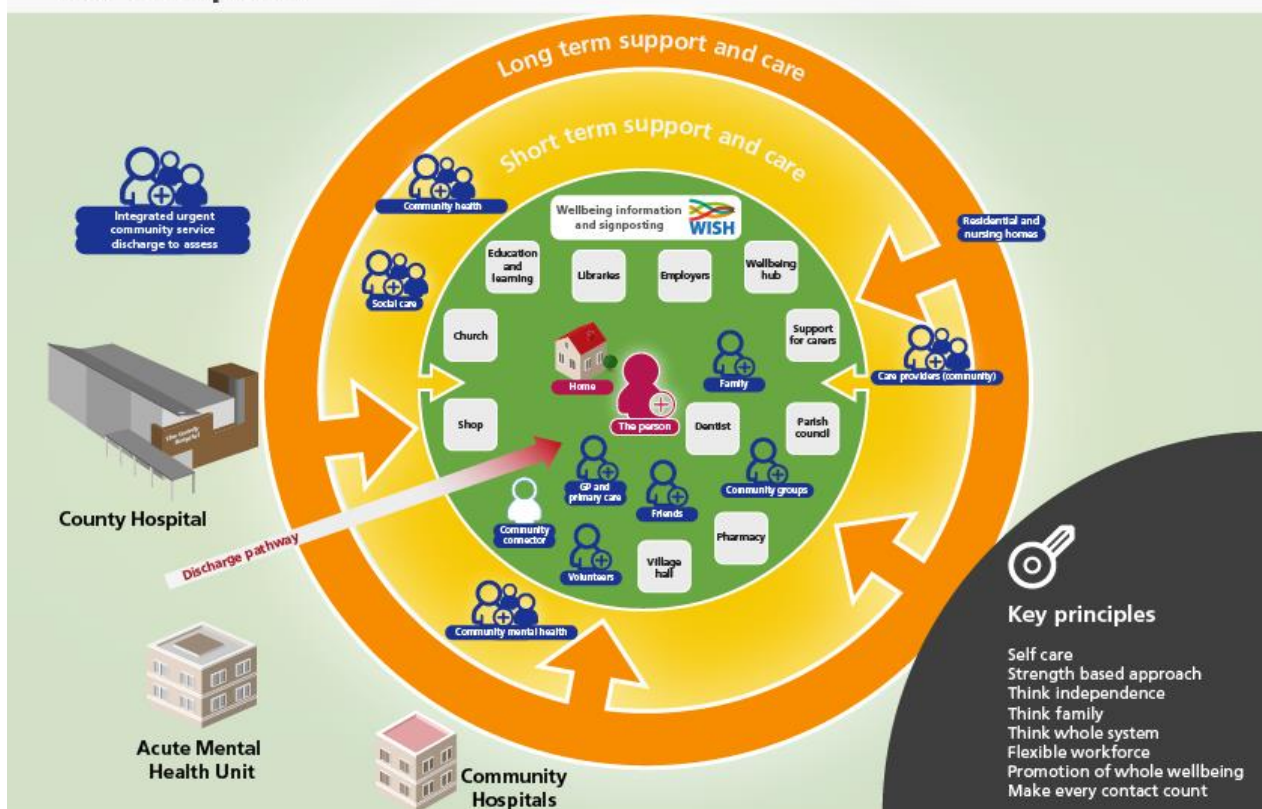 Long term support and care
Short term support and care
Wellbeing information
and signposting
WISH
Integrated urgent
community service
discharge to assess
Community health
Social care
Residential and
nursing homes
Care providers (community)
Education
and
learning
Libraries
Employers
Wellbeing
hub
Church
Support
for carers
Home
Family
The person
Shop
Dentist
Parish
council
GP and
primary care
Friends
Community groups
Community
connector
Volunteers
Village
hall
Pharmacy
Community mental health
County Hospital
Discharge pathway
Acute Mental
Health Unit
Community
Hospitals
Key principles
Self care
Strength based approach
Think independence
Think family
Think whole system
Flexible workforce
Promotion of whole wellbeing
Make every contact count